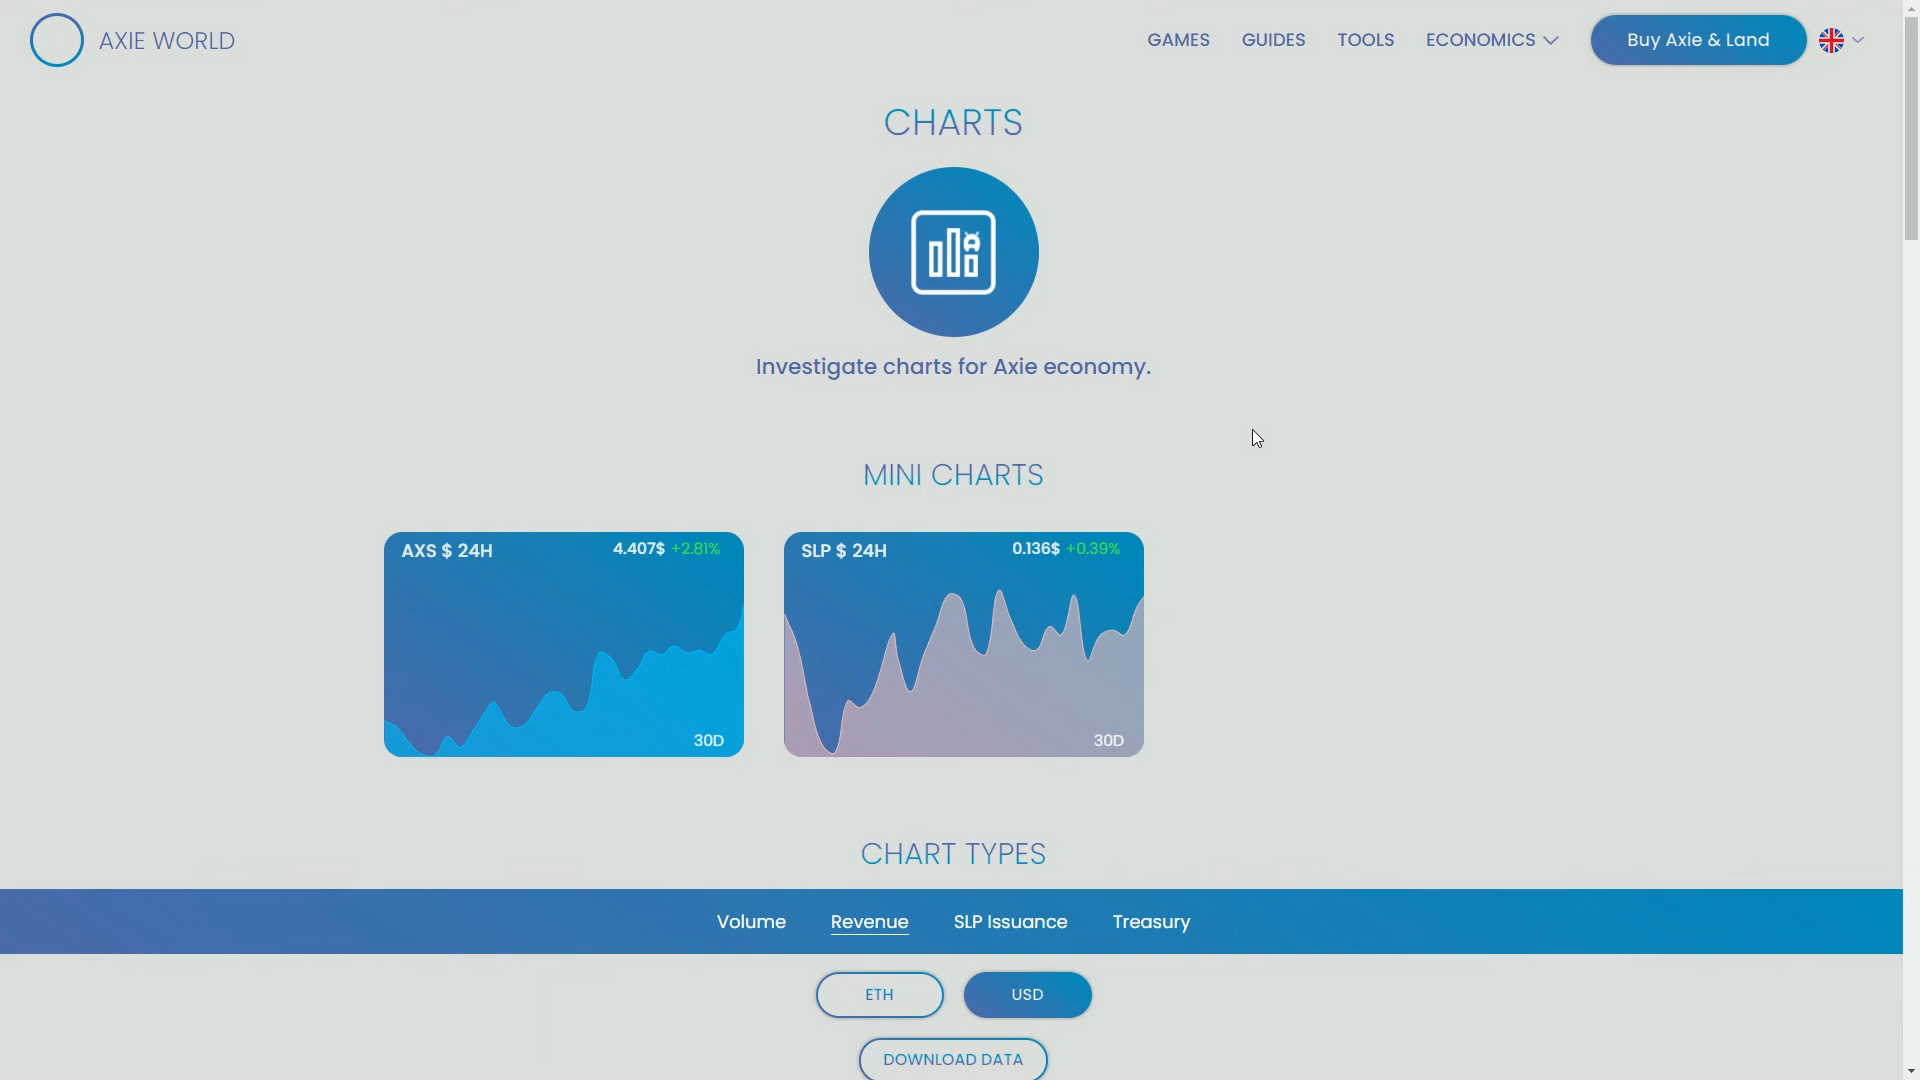 AXIE WORLD
GAMES
GUIDES
TOOLS
ECONOMICS
Buy Axie & Land
CHARTS
Investigate charts for Axie economy.
MINI CHARTS
AXS $ 24H
4.407$ +2.81%
30D
SLP $ 24H
0.136$ +0.39%
30D
CHART TYPES
Volume
Revenue
SLP Issuance
Treasury
ETH
USD
DOWNLOAD DATA